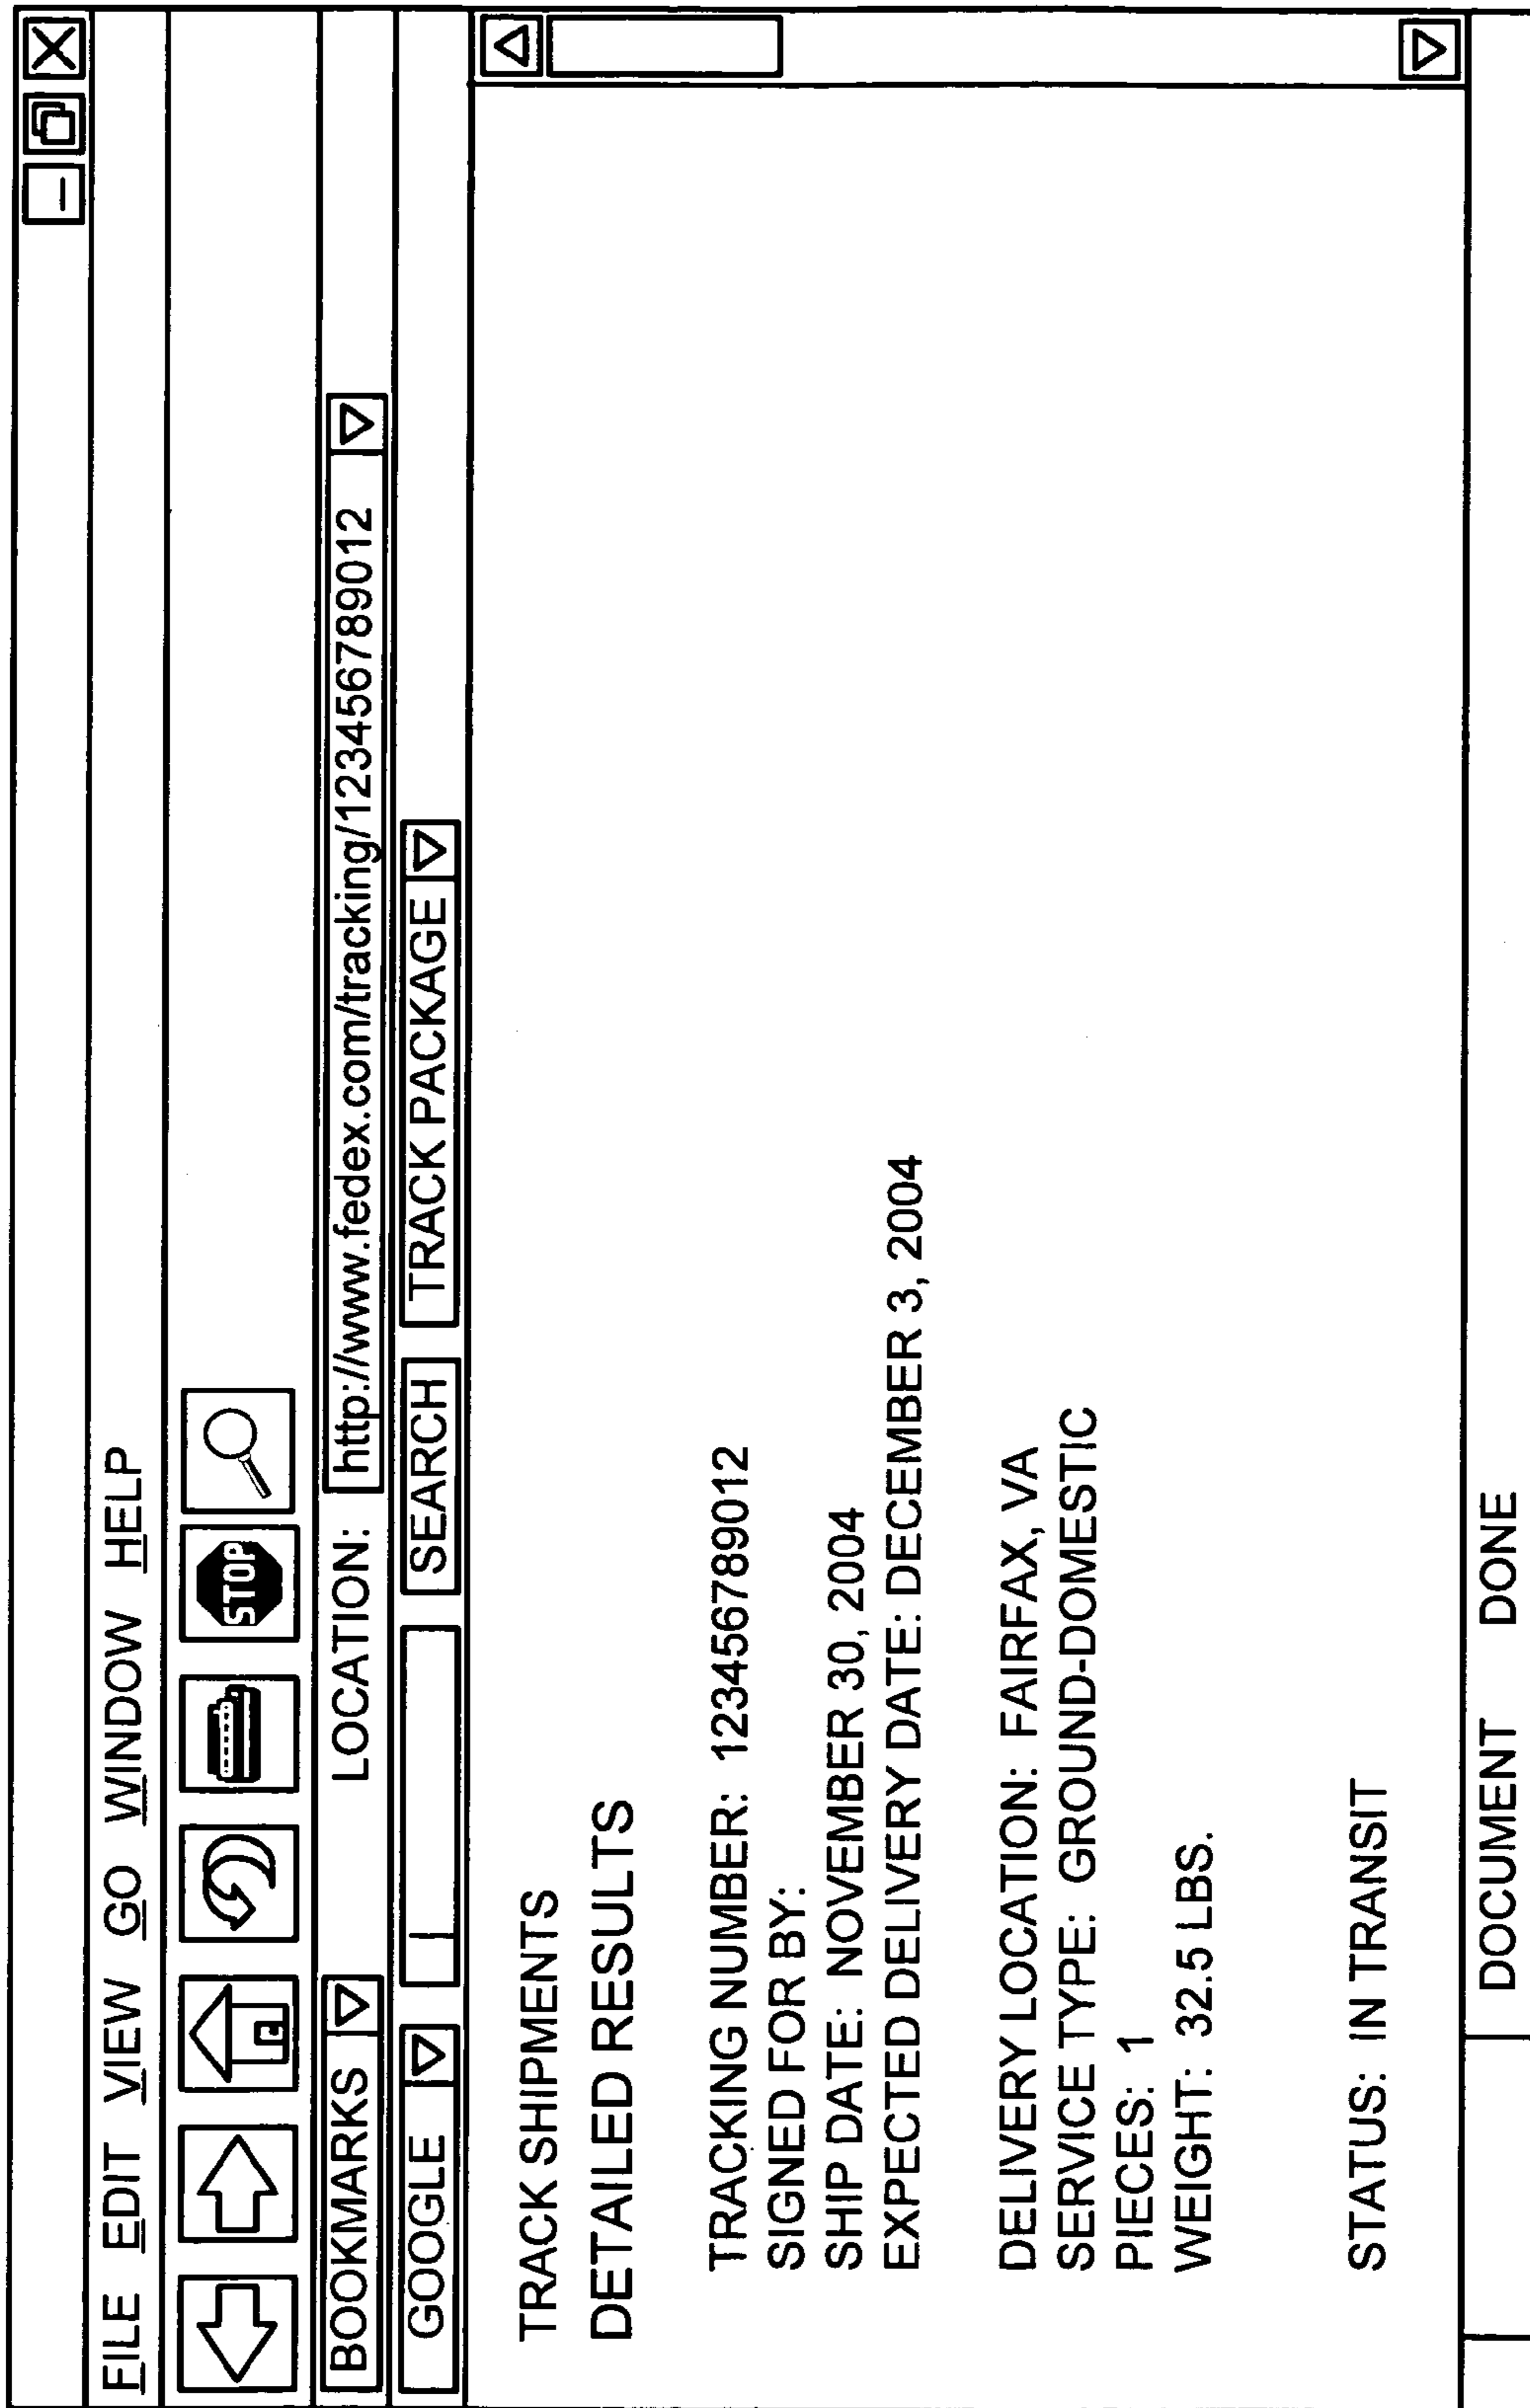 FILE EDIT VIEW GO WINDOW HELP
STOP
BOOKMARKS LOCATION: http://www.fedex.com/tracking/123456789012
GOOGLE SEARCH TRACK PACKAGE
TRACK SHIPMENTS
DETAILED RESULTS
TRACKING NUMBER: 123456789012
SIGNED FOR BY:
SHIP DATE: NOVEMBER 30, 2004
EXPECTED DELIVERY DATE: DECEMBER 3, 2004
DELIVERY LOCATION: FAIRFAX, VA
SERVICE TYPE: GROUND-DOMESTIC
PIECES: 1
WEIGHT: 32.5 LBS.
STATUS: IN TRANSIT
DOCUMENT DONE